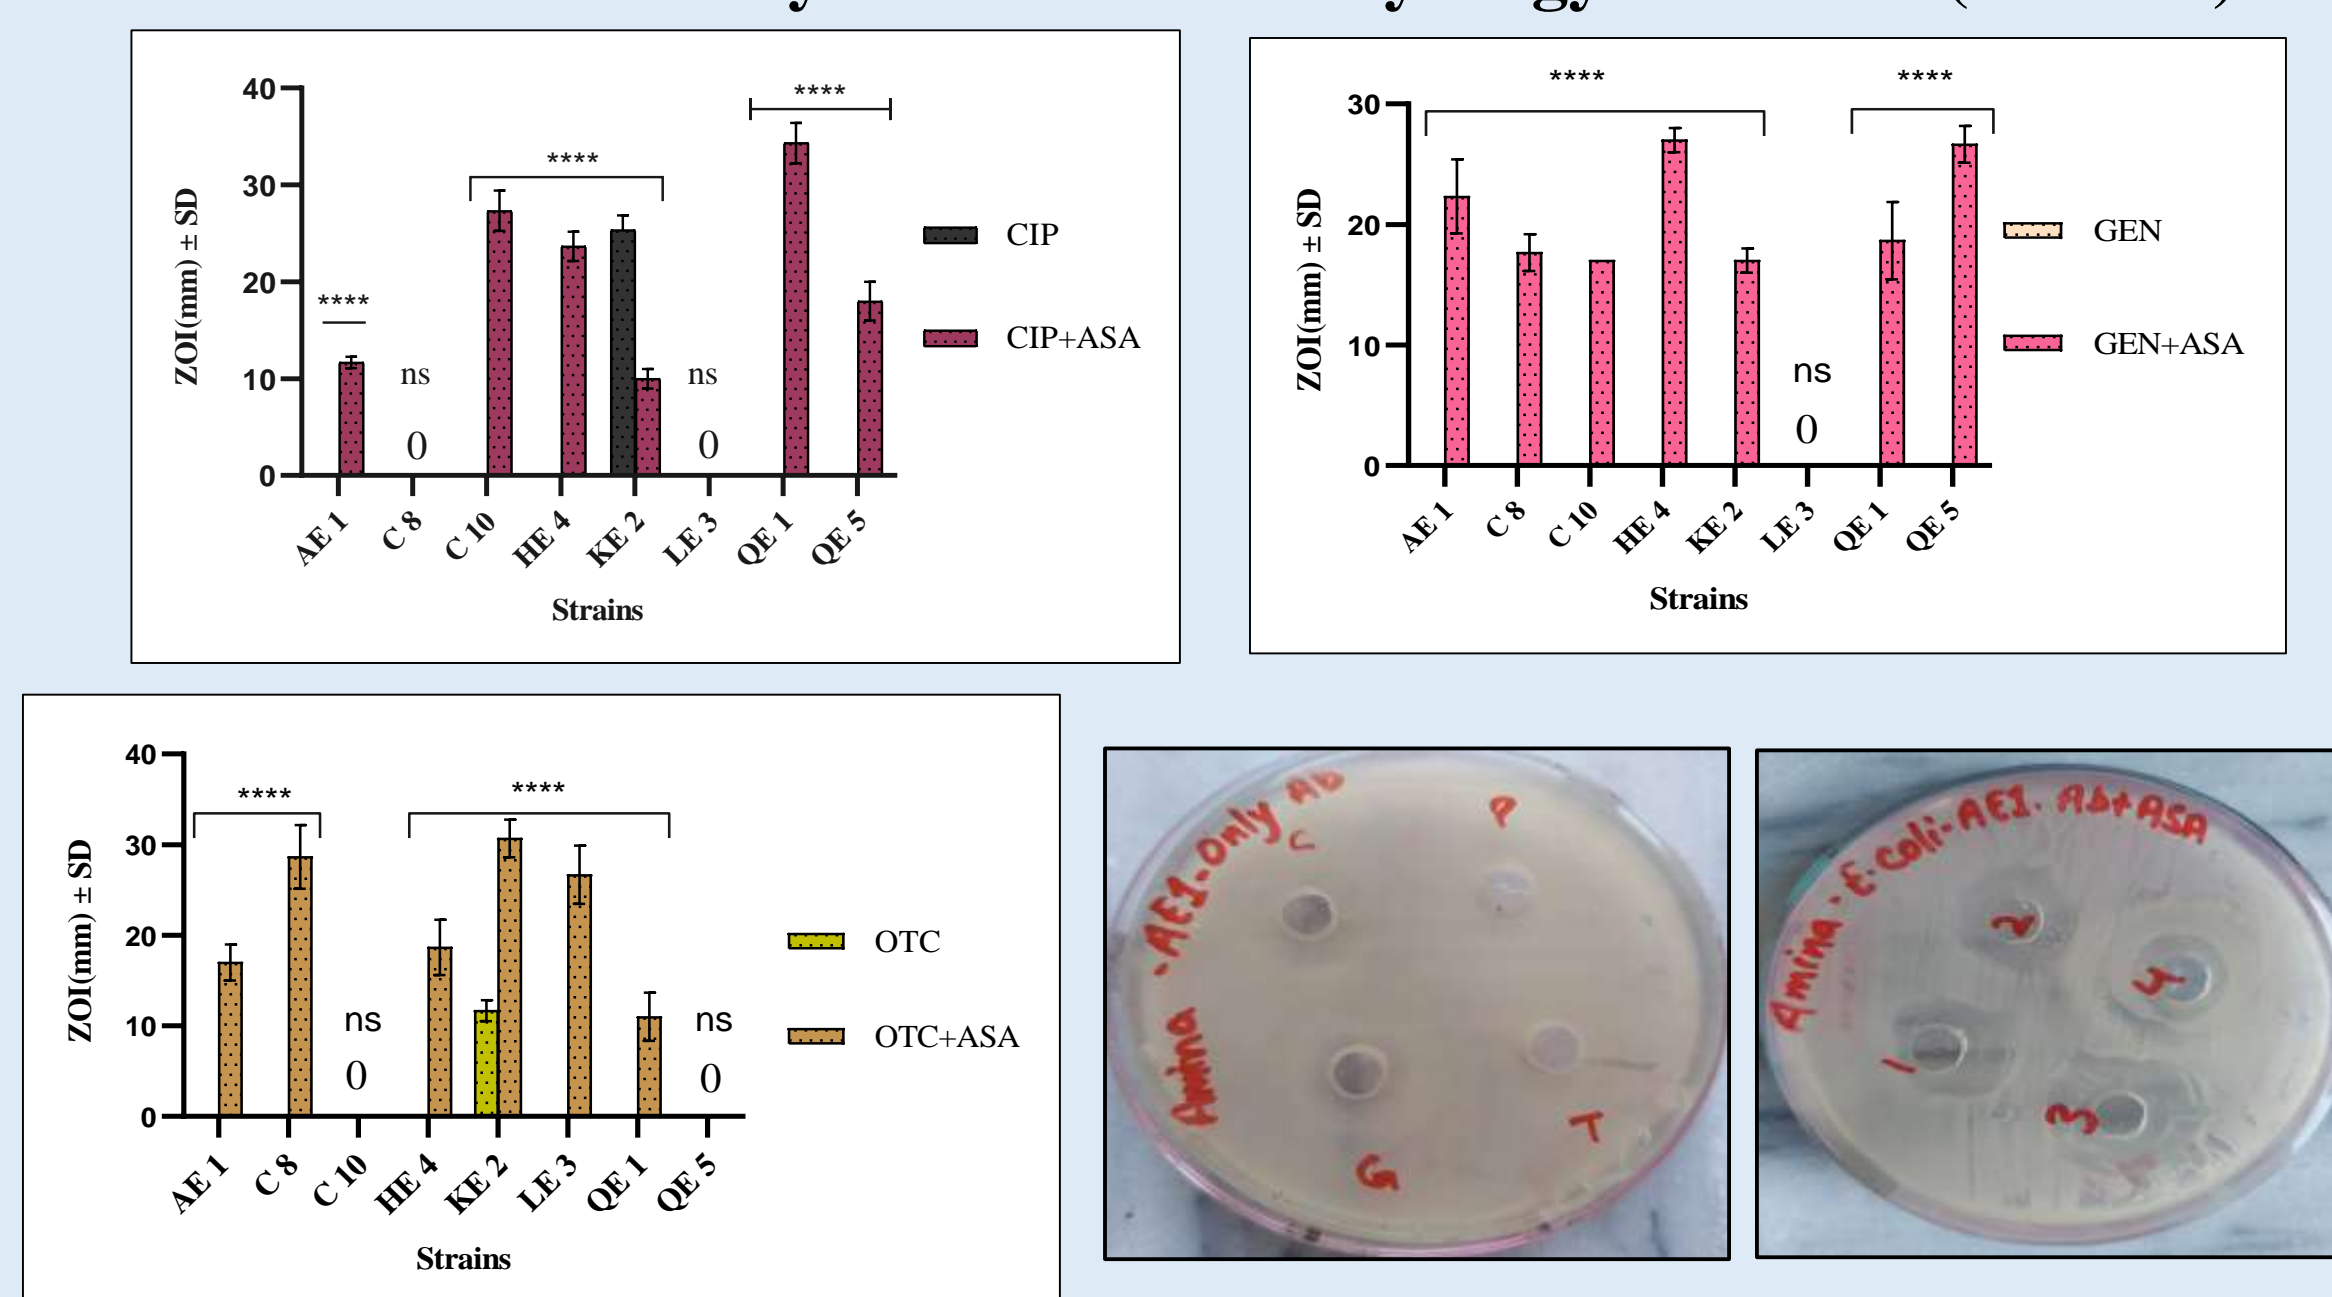 40
30
20
10
0
ZOI(mm) ± SD
****
ns
0
****
ns
0
****
AE 1
C 8
C 10
HE 4
KE 2
LE 3
QE 1
QE 5
Strains
CIP
CIP+ASA
30
20
10
0
ZOI(mm) ± SD
****
ns
0
****
AE 1
C 8
C 10
HE 4
KE 2
LE 3
QE 1
QE 5
Strains
GEN
GEN+ASA
40
30
20
10
0
ZOI(mm) ± SD
****
ns
0
****
ns
0
AE 1
C 8
C 10
HE 4
KE 2
LE 3
QE 1
QE 5
Strains
OTC
OTC+ASA
Amina - AE1-Only Ab
C
P
G
T
Amina - E.coli-AE1. Ab+ASA
2
4
1
3